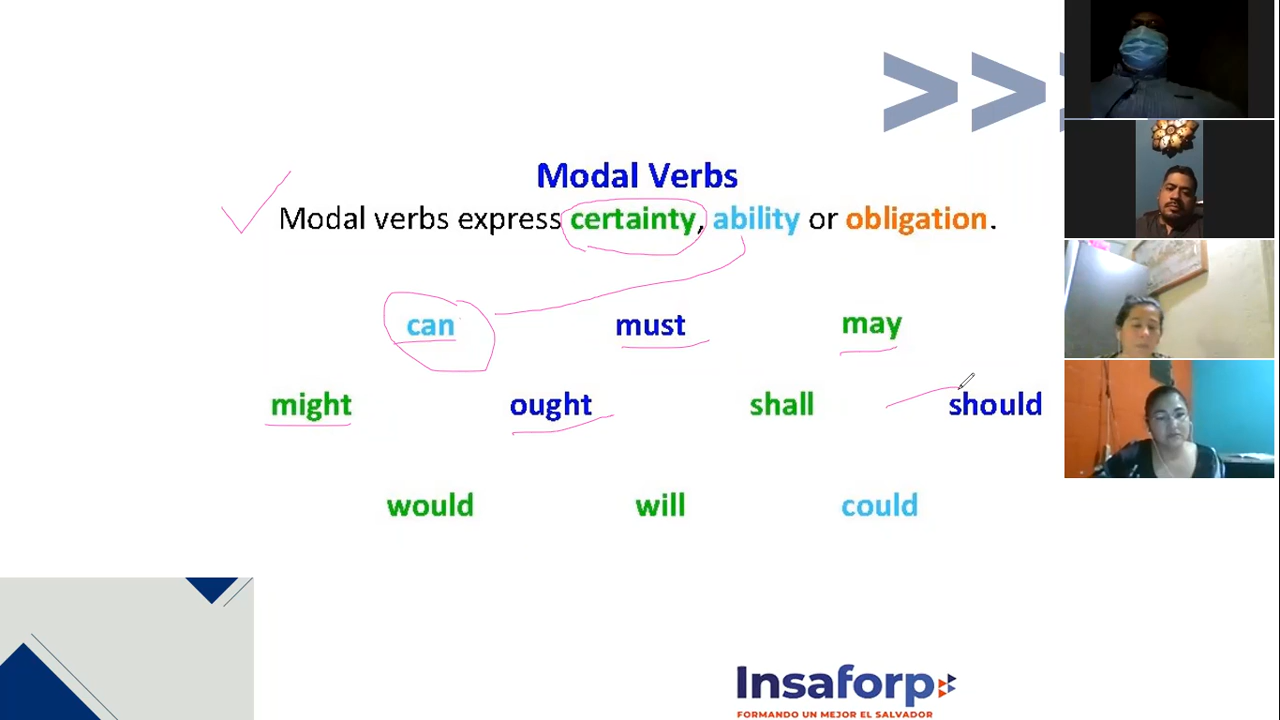 >>>
Modal Verbs
Modal verbs express certainty, ability or obligation.
can must may
might ought shall should
would will could
Insaforp
FORMANDO UN MEJOR EL SALVADOR